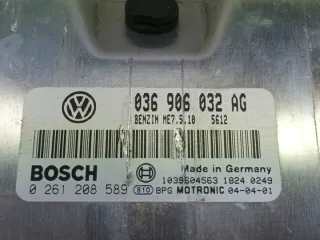 036 906 032 AG
BENZIN ME7.5.10 5612
BOSCH
Made in Germany
1039S04563 1824 0249
0 261 208 589 610 BPG MOTRONIC 04-04-01